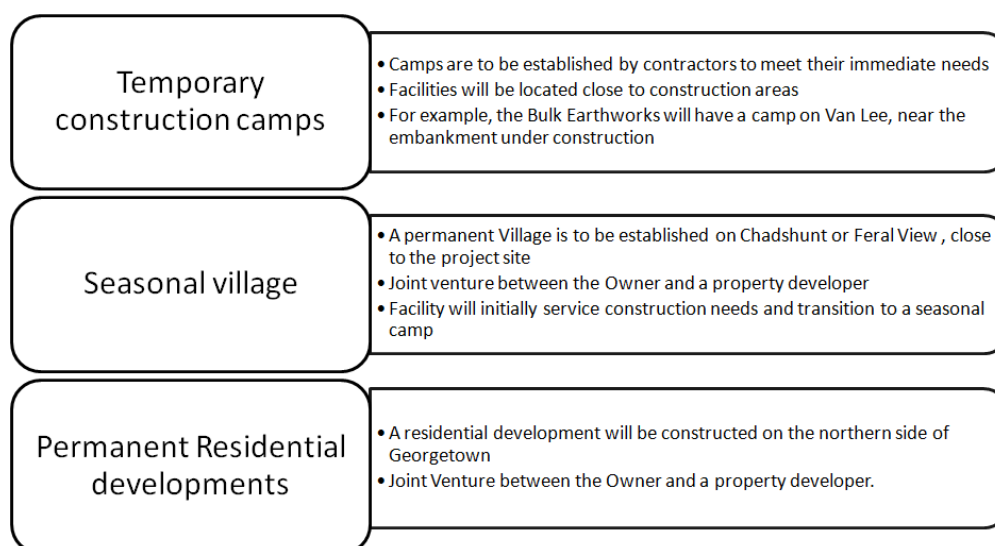 Temporary
construction camps
• Camps are to be established by contractors to meet their immediate needs
• Facilities will be located close to construction areas
• For example, the Bulk Earthworks will have a camp on Van Lee, near the
embankment under construction
Seasonal village
• A permanent Village is to be established on Chadshunt or Feral View , close
to the project site
• Joint venture between the Owner and a property developer
• Facility will initially service construction needs and transition to a seasonal
camp
Permanent Residential
developments
• A residential development will be constructed on the northern side of
Georgetown
• Joint Venture between the Owner and a property developer.